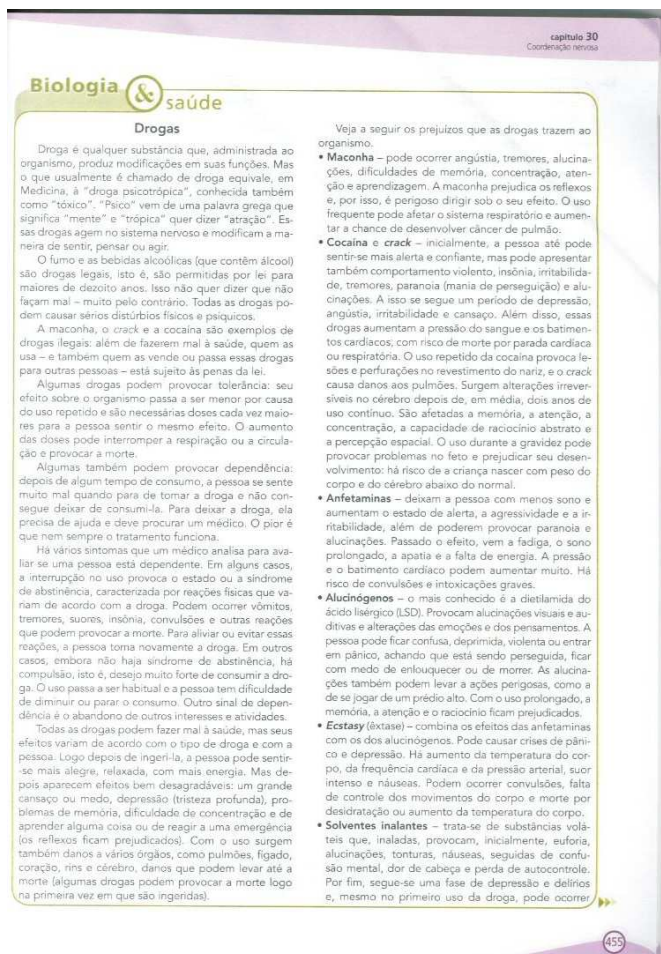 capítulo 30
Coordenação nervosa
Biologia & saúde
Drogas
Droga é qualquer substância que, administrada ao
organismo, produz modificações em suas funções. Mas
o que usualmente é chamado de droga equivale, em
Medicina, à "droga psicotrópica", conhecida também
como "tóxico". "Psico" vem de uma palavra grega que
significa "mente" e "trópica" quer dizer "atração". Es-
sas drogas agem no sistema nervoso e modificam a ma-
neira de sentir, pensar ou agir.
O fumo e as bebidas alcoólicas (que contêm álcool)
são drogas legais, isto é, são permitidas por lei para
maiores de dezoito anos. Isso não quer dizer que não
façam mal – muito pelo contrário. Todas as drogas po-
dem causar sérios distúrbios físicos e psíquicos.
A maconha, o crack e a cocaína são exemplos de
drogas ilegais: além de fazerem mal à saúde, quem as
usa – e também quem as vende ou passa essas drogas
para outras pessoas – está sujeito às penas da lei.
Algumas drogas podem provocar tolerância: seu
efeito sobre o organismo passa a ser menor por causa
do uso repetido e são necessárias doses cada vez maio-
res para a pessoa sentir o mesmo efeito. O aumento
das doses pode interromper a respiração ou a circula-
ção e provocar a morte.
Algumas também podem provocar dependência:
depois de algum tempo de consumo, a pessoa se sente
muito mal quando para de tomar a droga e não con-
segue deixar de consumi-la. Para deixar a droga, ela
precisa de ajuda e deve procurar um médico. O pior é
que nem sempre o tratamento funciona.
Há vários sintomas que um médico analisa para ava-
liar se uma pessoa está dependente. Em alguns casos,
a interrupção no uso provoca o estado ou a síndrome
de abstinência, caracterizada por reações físicas que va-
riam de acordo com a droga. Podem ocorrer vômitos,
tremores, suores, insônia, convulsões e outras reações
que podem provocar a morte. Para aliviar ou evitar essas
reações, a pessoa toma novamente a droga. Em outros
casos, embora não haja síndrome de abstinência, há
compulsão, isto é, desejo muito forte de consumir a dro-
ga. O uso passa a ser habitual e a pessoa tem dificuldade
de diminuir ou parar o consumo. Outro sinal de depen-
dência é o abandono de outros interesses e atividades.
Todas as drogas podem fazer mal à saúde, mas seus
efeitos variam de acordo com o tipo de droga e com a
pessoa. Logo depois de ingeri-la, a pessoa pode sentir-
-se mais alegre, relaxada, com mais energia. Mas de-
pois aparecem efeitos bem desagradáveis: um grande
cansaço ou medo, depressão (tristeza profunda), pro-
blemas de memória, dificuldade de concentração e de
aprender alguma coisa ou de reagir a uma emergência
(os reflexos ficam prejudicados). Com o uso surgem
também danos a vários órgãos, como pulmões, fígado,
coração, rins e cérebro, danos que podem levar até a
morte (algumas drogas podem provocar a morte logo
na primeira vez em que são ingeridas).
Veja a seguir os prejuízos que as drogas trazem ao
organismo.
• Maconha – pode ocorrer angústia, tremores, alucina-
ções, dificuldades de memória, concentração, aten-
ção e aprendizagem. A maconha prejudica os reflexos
e, por isso, é perigoso dirigir sob o seu efeito. O uso
frequente pode afetar o sistema respiratório e aumen-
tar a chance de desenvolver câncer de pulmão.
• Cocaína e crack – inicialmente, a pessoa até pode
sentir-se mais alerta e confiante, mas pode apresentar
também comportamento violento, insônia, irritabilida-
de, tremores, paranoia (mania de perseguição) e alu-
cinações. A isso se segue um período de depressão,
angústia, irritabilidade e cansaço. Além disso, essas
drogas aumentam a pressão do sangue e os batimen-
tos cardíacos, com risco de morte por parada cardíaca
ou respiratória. O uso repetido da cocaína provoca le-
sões e perfurações no revestimento do nariz, e o crack
causa danos aos pulmões. Surgem alterações irrever-
síveis no cérebro depois de, em média, dois anos de
uso contínuo. São afetadas a memória, a atenção, a
concentração, a capacidade de raciocínio abstrato e
a percepção espacial. O uso durante a gravidez pode
provocar problemas no feto e prejudicar seu desen-
volvimento: há risco de a criança nascer com peso do
corpo e do cérebro abaixo do normal.
• Anfetaminas – deixam a pessoa com menos sono e
aumentam o estado de alerta, a agressividade e a ir-
ritabilidade, além de poderem provocar paranoia e
alucinações. Passado o efeito, vem a fadiga, o sono
prolongado, a apatia e a falta de energia. A pressão
e o batimento cardíaco podem aumentar muito. Há
risco de convulsões e intoxicações graves.
• Alucinógenos – o mais conhecido é a dietilamida do
ácido lisérgico (LSD). Provocam alucinações visuais e au-
ditivas e alterações das emoções e dos pensamentos. A
pessoa pode ficar confusa, deprimida, violenta ou entrar
em pânico, achando que está sendo perseguida, ficar
com medo de enlouquecer ou de morrer. As alucina-
ções também podem levar a ações perigosas, como a
de se jogar de um prédio alto. Com o uso prolongado, a
memória, a atenção e o raciocínio ficam prejudicados.
• Ecstasy (êxtase) – combina os efeitos das anfetaminas
com os dos alucinógenos. Pode causar crises de pâni-
co e depressão. Há aumento da temperatura do cor-
po, da frequência cardíaca e da pressão arterial, suor
intenso e náuseas. Podem ocorrer convulsões, falta
de controle dos movimentos do corpo e morte por
desidratação ou aumento da temperatura do corpo.
• Solventes inalantes – trata-se de substâncias volá-
teis que, inaladas, provocam, inicialmente, euforia,
alucinações, tonturas, náuseas, seguidas de confu-
são mental, dor de cabeça e perda de autocontrole.
Por fim, segue-se uma fase de depressão e delírios
e, mesmo no primeiro uso da droga, pode ocorrer
455